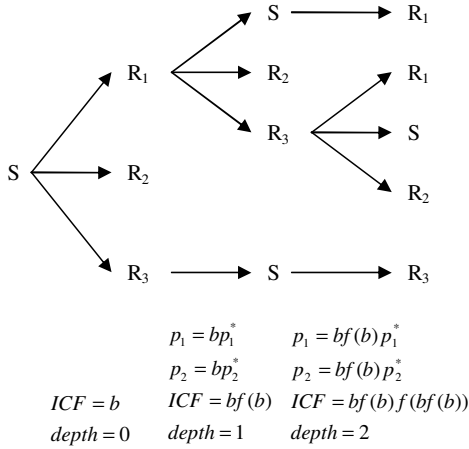 S → R₁
R₁ R₂ R₁
R₃ S
S R₂ R₂
R₃ → S → R₃
p₁ = bp₁* p₁ = bf(b)p₁*
p₂ = bp₂* p₂ = bf(b)p₂*
ICF = b ICF = bf(b) ICF = bf(b)f(bf(b))
depth = 0 depth = 1 depth = 2